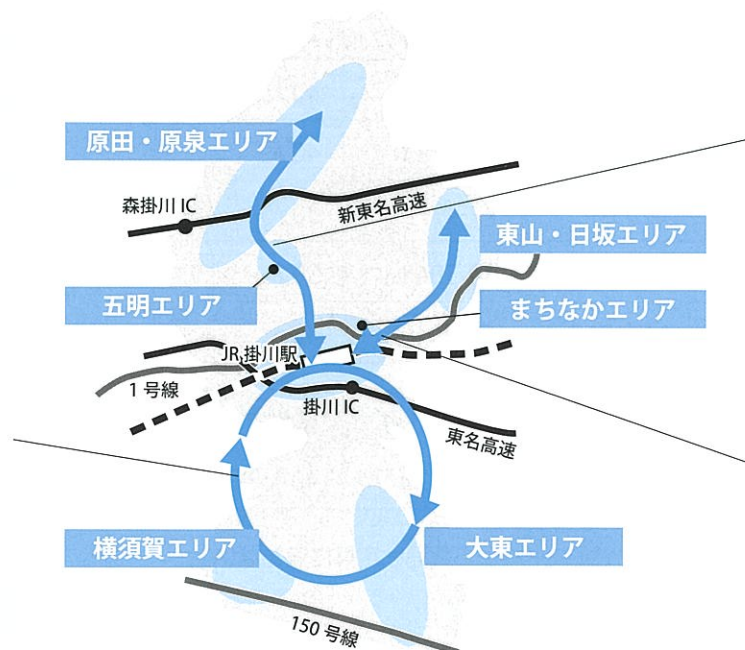 原田・原泉エリア
森掛川 IC
新東名高速
東山・日坂エリア
五明エリア
まちなかエリア
JR 掛川駅
1 号線
掛川 IC
東名高速
横須賀エリア
大東エリア
150 号線